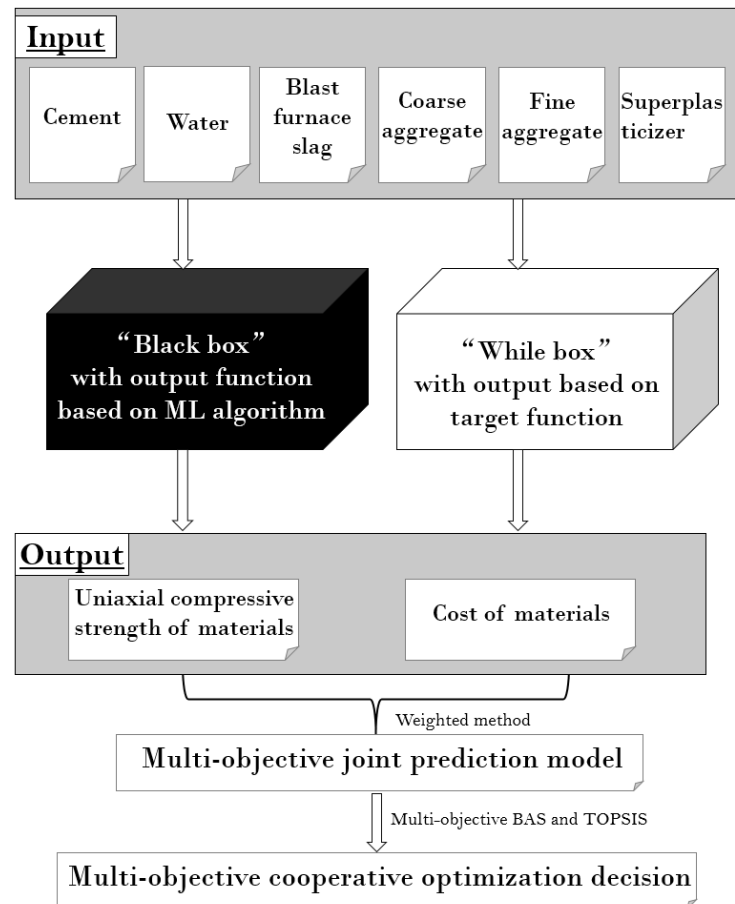 Input
Cement
Water
Blast
furnace
slag
Coarse
aggregate
Fine
aggregate
Superplas
ticizer
“Black box”
with output function
based on ML algorithm
“While box”
with output based on
target function
Output
Uniaxial compressive
strength of materials
Cost of materials
Weighted method
Multi-objective joint prediction model
Multi-objective BAS and TOPSIS
Multi-objective cooperative optimization decision